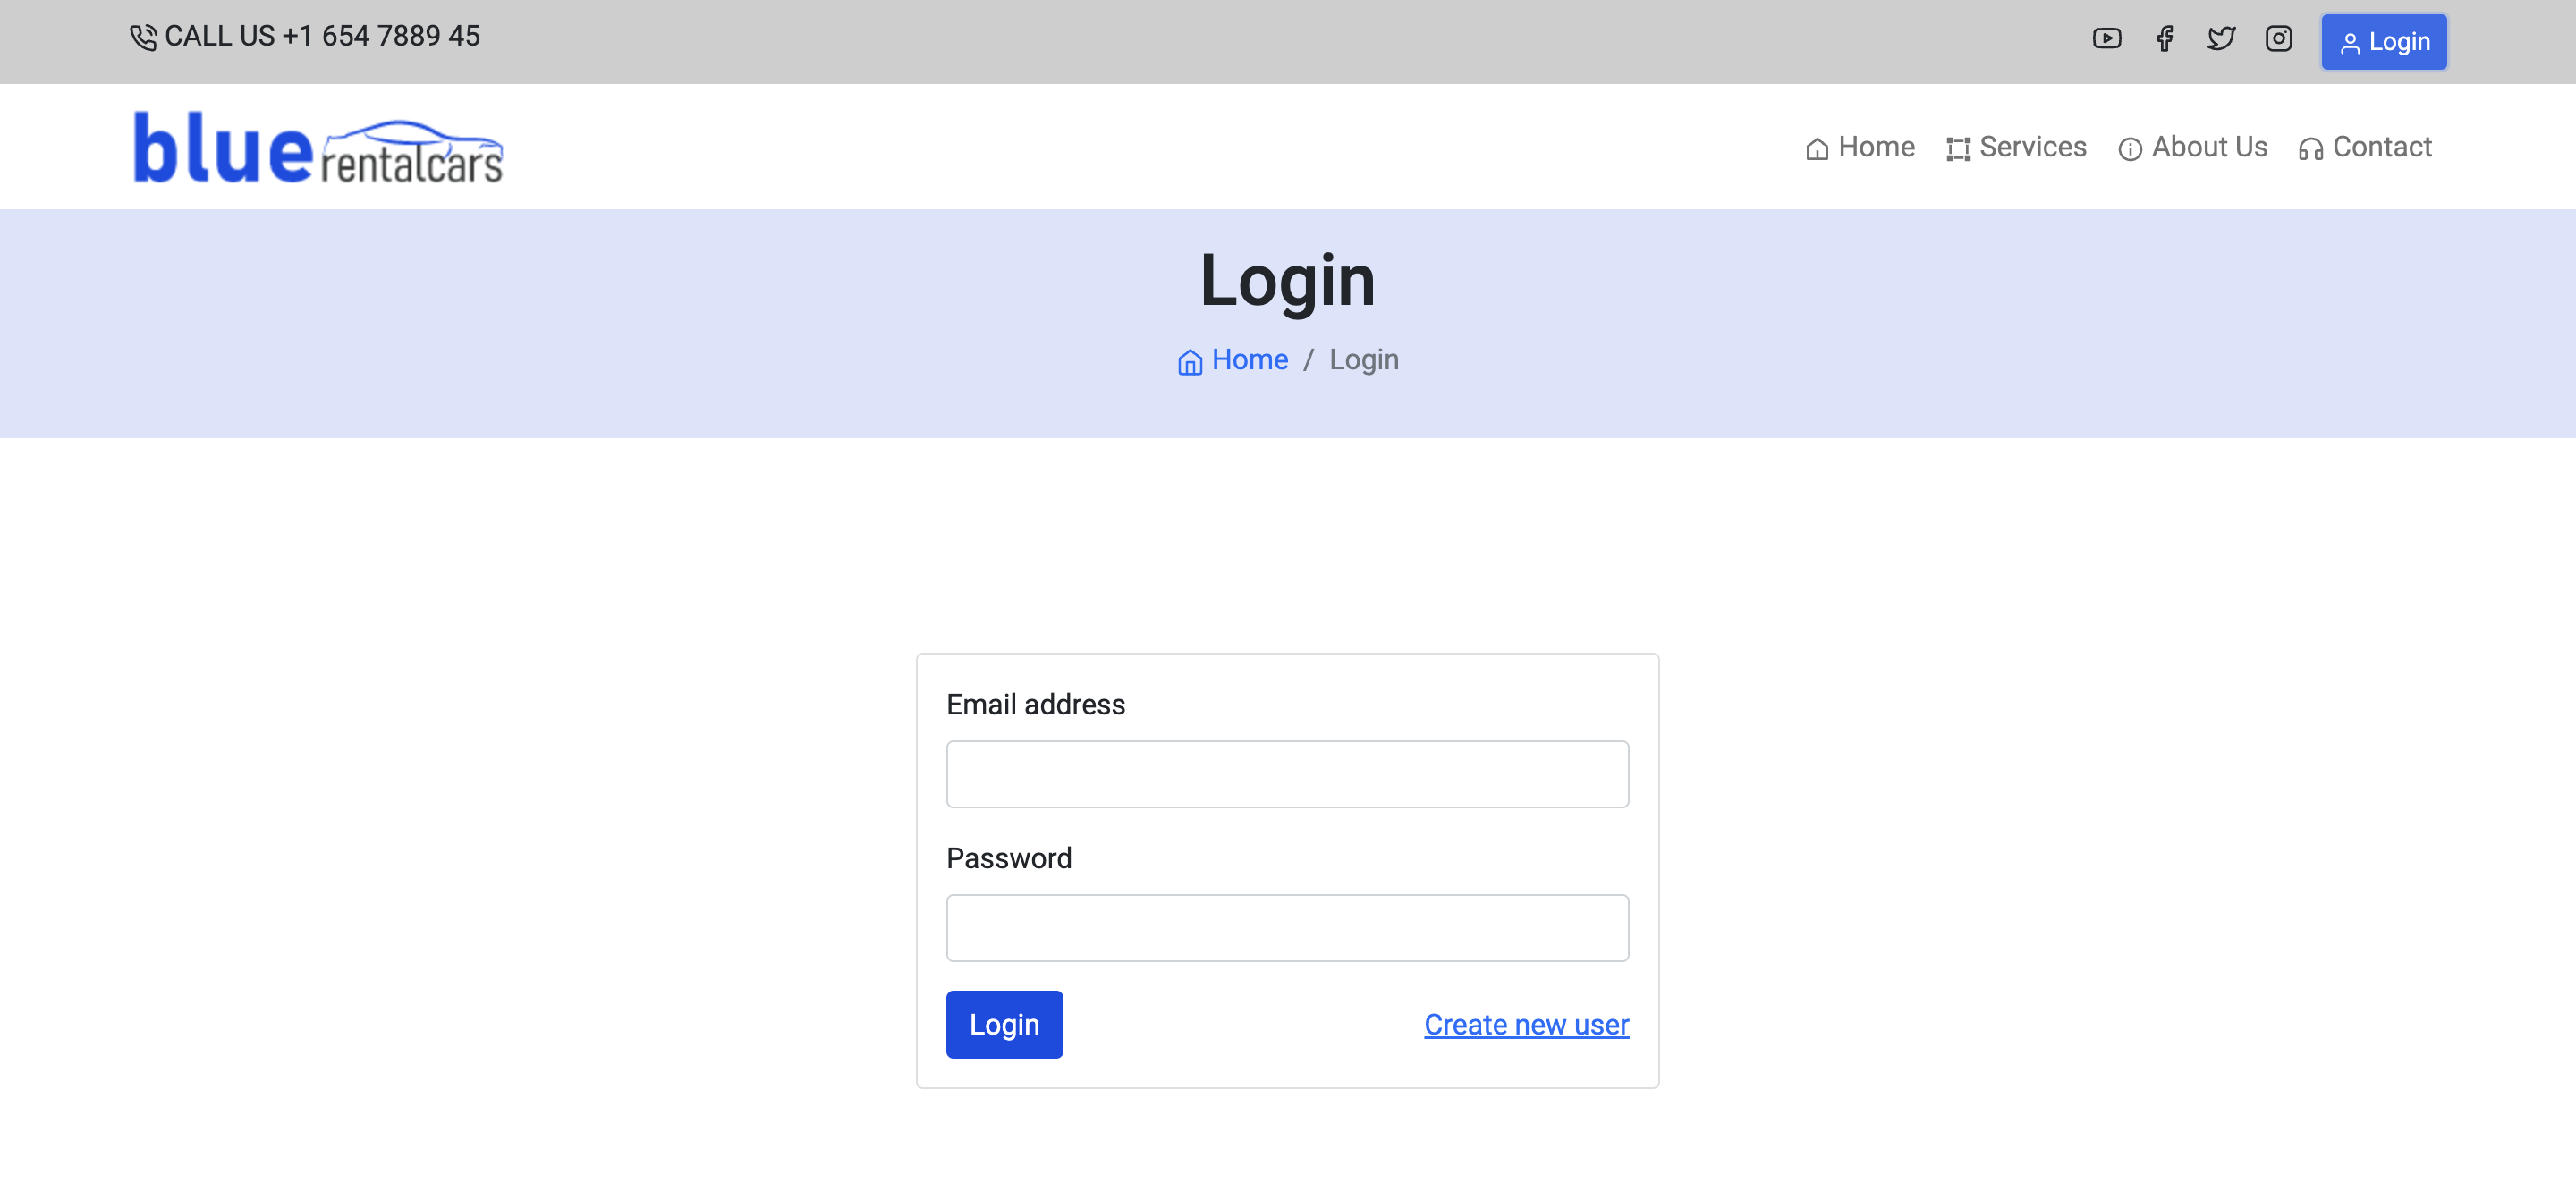 CALL US +1 654 7889 45
Login
blue rentalcars
Home Services About Us Contact
Login
Home / Login
Email address
Password
Login Create new user